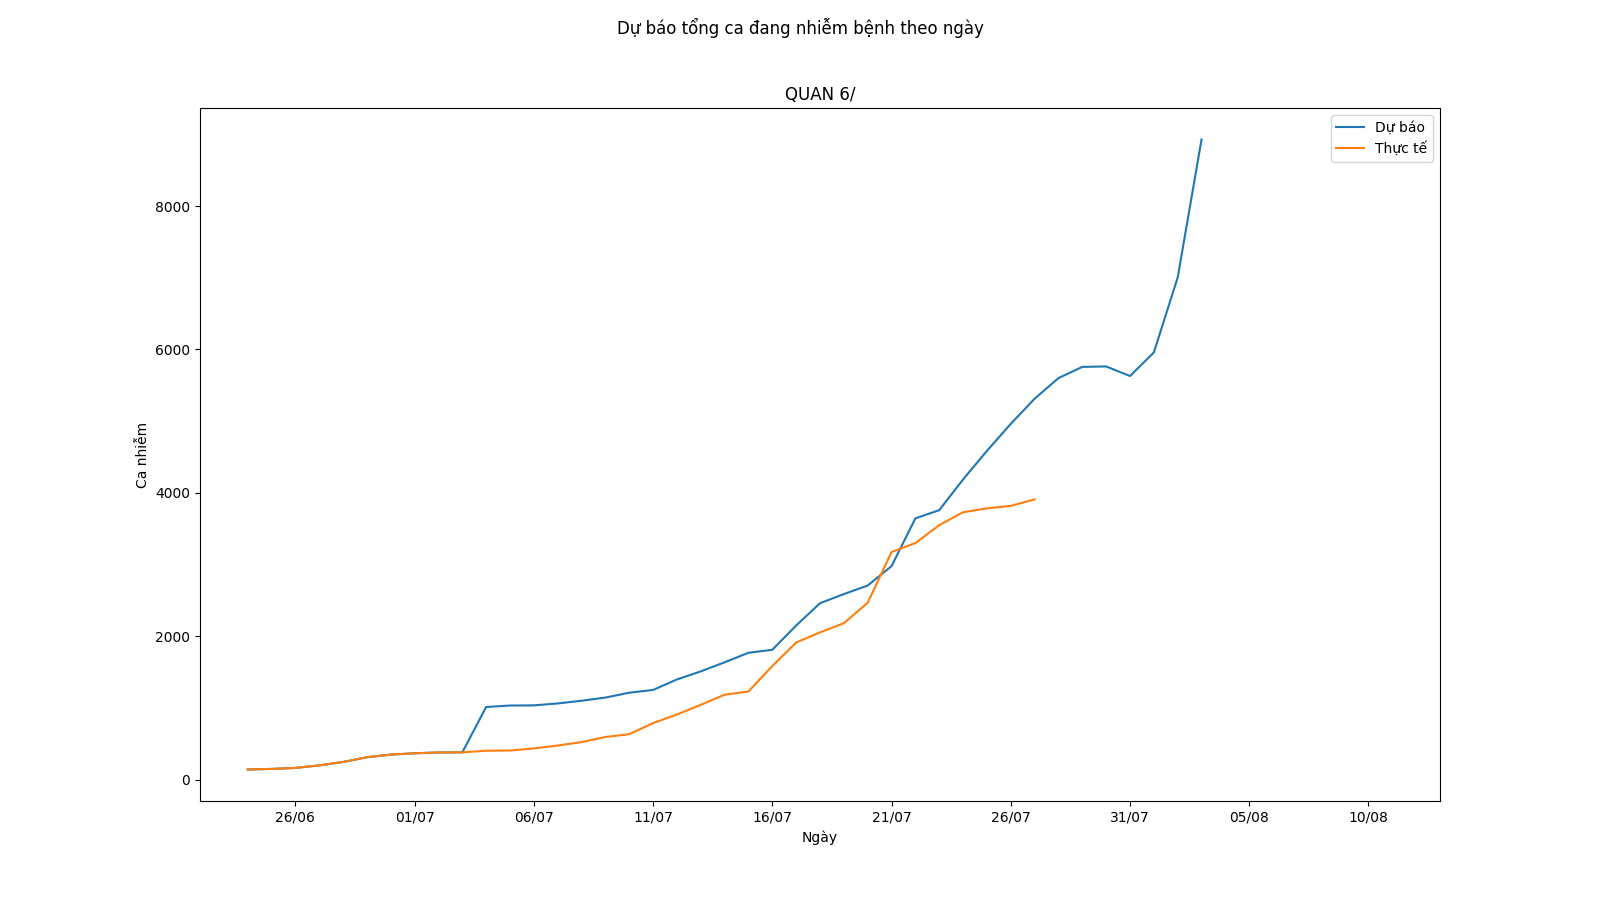 Dự báo tổng ca đang nhiễm bệnh theo ngày
QUAN 6/
Dự báo
Thực tế
8000
6000
4000
2000
0
Ca nhiễm
26/06
01/07
06/07
11/07
16/07
21/07
26/07
31/07
05/08
10/08
Ngày